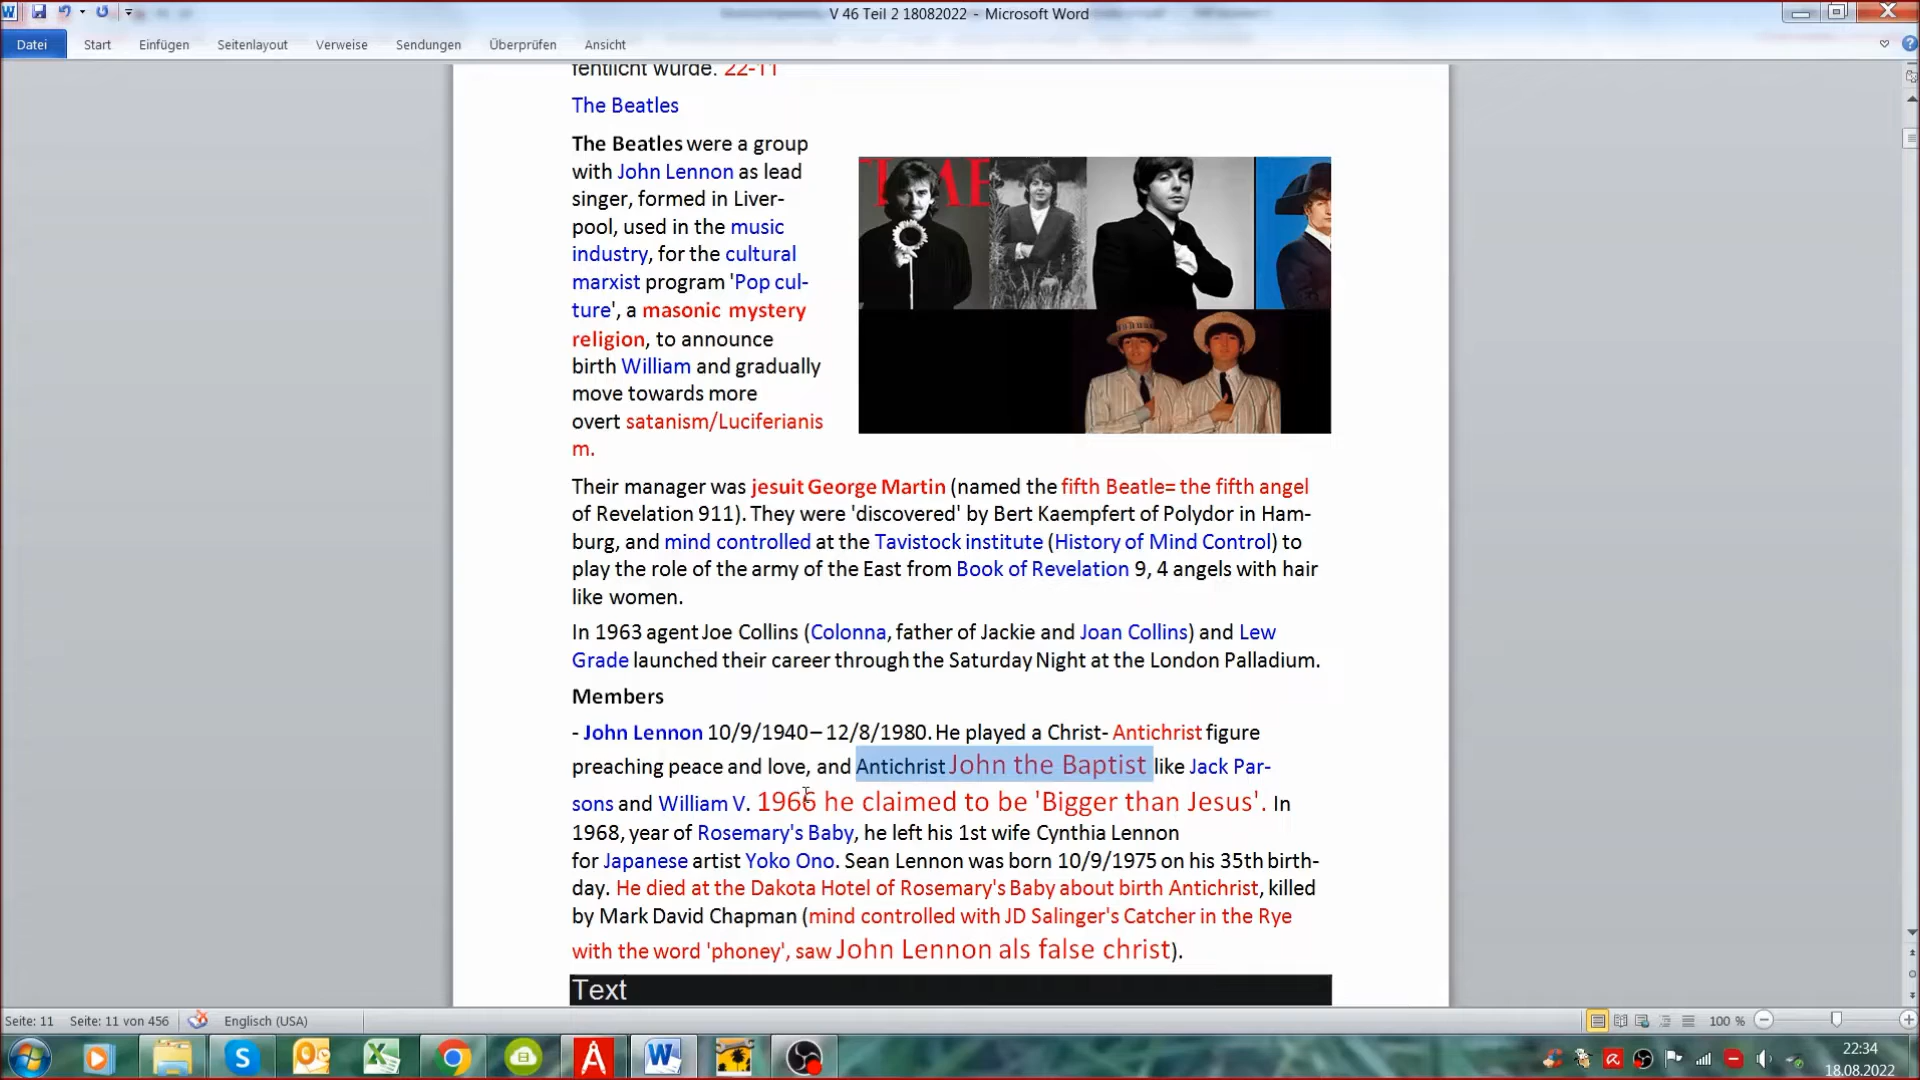 V 46 Teil 2 18082022 - Microsoft Word
Datei Start Einfügen Seitenlayout Verweise Sendungen Überprüfen Ansicht
fentlicht wurde. 22-11
The Beatles
The Beatles were a group
with John Lennon as lead
singer, formed in Liver-
pool, used in the music
industry, for the cultural
marxist program 'Pop cul-
ture', a masonic mystery
religion, to announce
birth William and gradually
move towards more
overt satanism/Luciferianis
m.
Their manager was jesuit George Martin (named the fifth Beatle= the fifth angel
of Revelation 911). They were 'discovered' by Bert Kaempfert of Polydor in Ham-
burg, and mind controlled at the Tavistock institute (History of Mind Control) to
play the role of the army of the East from Book of Revelation 9, 4 angels with hair
like women.
In 1963 agent Joe Collins (Colonna, father of Jackie and Joan Collins) and Lew
Grade launched their career through the Saturday Night at the London Palladium.
Members
- John Lennon 10/9/1940– 12/8/1980. He played a Christ- Antichrist figure
preaching peace and love, and Antichrist John the Baptist like Jack Par-
sons and William V. 1966 he claimed to be 'Bigger than Jesus'. In
1968, year of Rosemary's Baby, he left his 1st wife Cynthia Lennon
for Japanese artist Yoko Ono. Sean Lennon was born 10/9/1975 on his 35th birth-
day. He died at the Dakota Hotel of Rosemary's Baby about birth Antichrist, killed
by Mark David Chapman (mind controlled with JD Salinger's Catcher in the Rye
with the word 'phoney', saw John Lennon als false christ).
Text
Seite: 11 Seite: 11 von 456 Englisch (USA) 100 %
22:34
18.08.2022